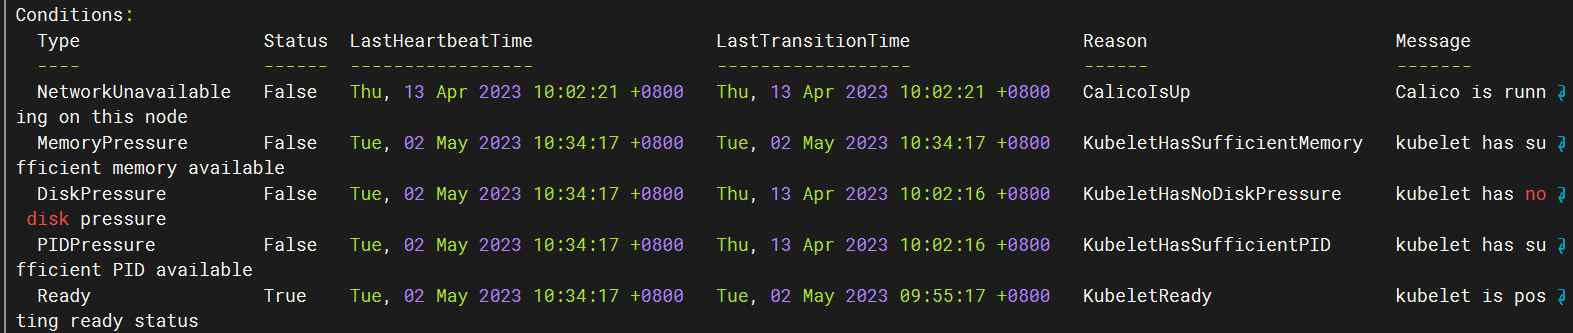 Conditions:
Type Status LastHeartbeatTime LastTransitionTime Reason Message
---- ------ ----------------- ------------------ ------ -------
NetworkUnavailable False Thu, 13 Apr 2023 10:02:21 +0800 Thu, 13 Apr 2023 10:02:21 +0800 CalicoIsUp Calico is runn
ing on this node
MemoryPressure False Tue, 02 May 2023 10:34:17 +0800 Tue, 02 May 2023 10:34:17 +0800 KubeletHasSufficientMemory kubelet has su
fficient memory available
DiskPressure False Tue, 02 May 2023 10:34:17 +0800 Thu, 13 Apr 2023 10:02:16 +0800 KubeletHasNoDiskPressure kubelet has no
disk pressure
PIDPressure False Tue, 02 May 2023 10:34:17 +0800 Thu, 13 Apr 2023 10:02:16 +0800 KubeletHasSufficientPID kubelet has su
fficient PID available
Ready True Tue, 02 May 2023 10:34:17 +0800 Tue, 02 May 2023 09:55:17 +0800 KubeletReady kubelet is pos
ting ready status